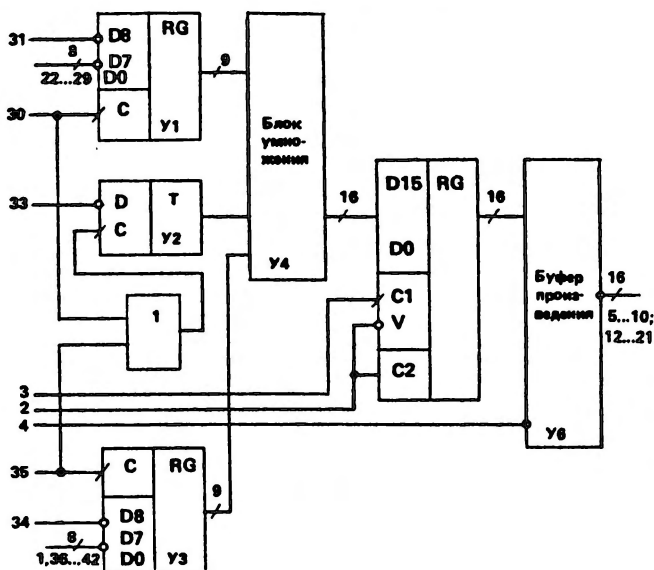 31
D8
RG
8
D7
22...29
D0
9
30
C
У1
Блок
умно-
жения
33
D
T
C
У2
16
D15
RG
16
D0
У4
Буфер
произ-
ведения
16
5...10;
12...21
1
C1
V
3
2
4
C2
У6
35
C
RG
9
34
D8
8
D7
1,36...42
D0
У3